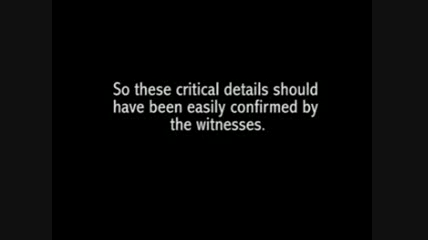 So these critical details should
have been easily confirmed by
the witnesses.